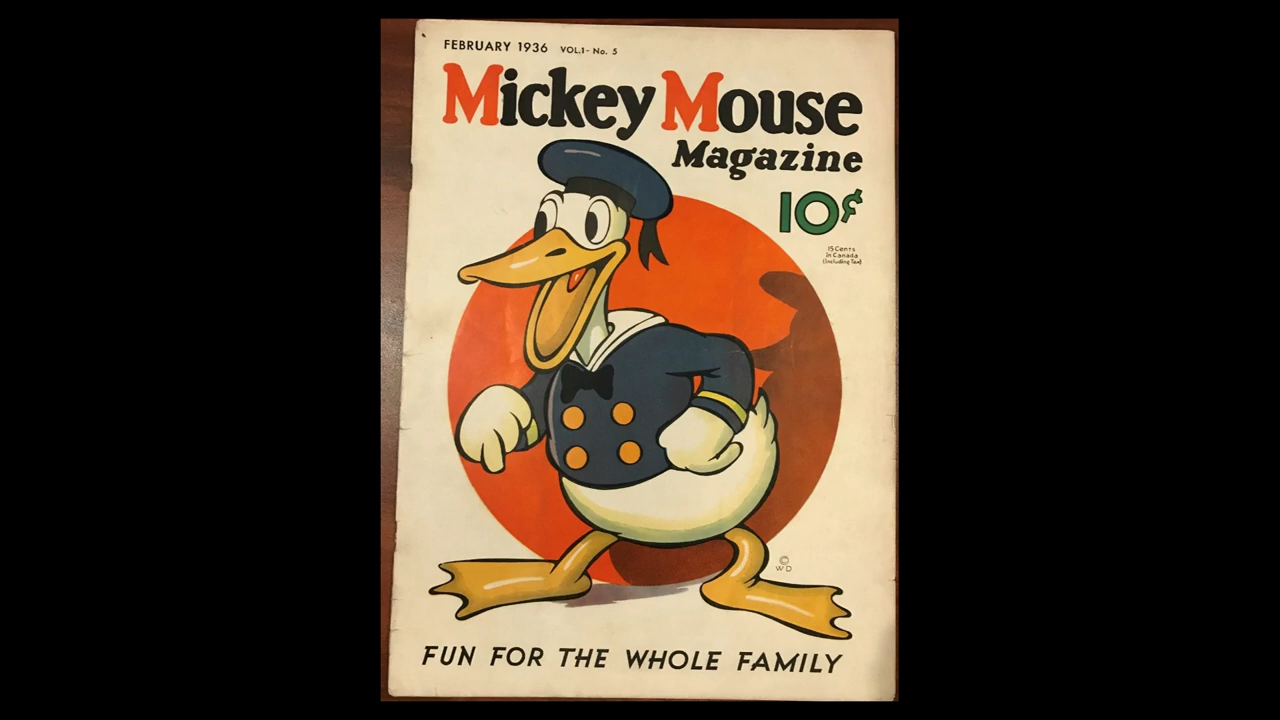 FEBRUARY 1936 VOL.1- No. 5
Mickey Mouse
Magazine
10¢
15 Cents
In Canada
(Including Tax)
©
W D
FUN FOR THE WHOLE FAMILY